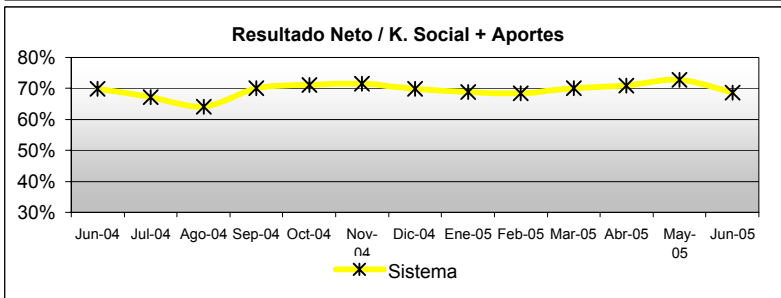 Resultado Neto / K. Social + Aportes
80%
70%
60%
50%
40%
30%
Jun-04 Jul-04 Ago-04 Sep-04 Oct-04 Nov-04 Dic-04 Ene-05 Feb-05 Mar-05 Abr-05 May-05 Jun-05
Sistema